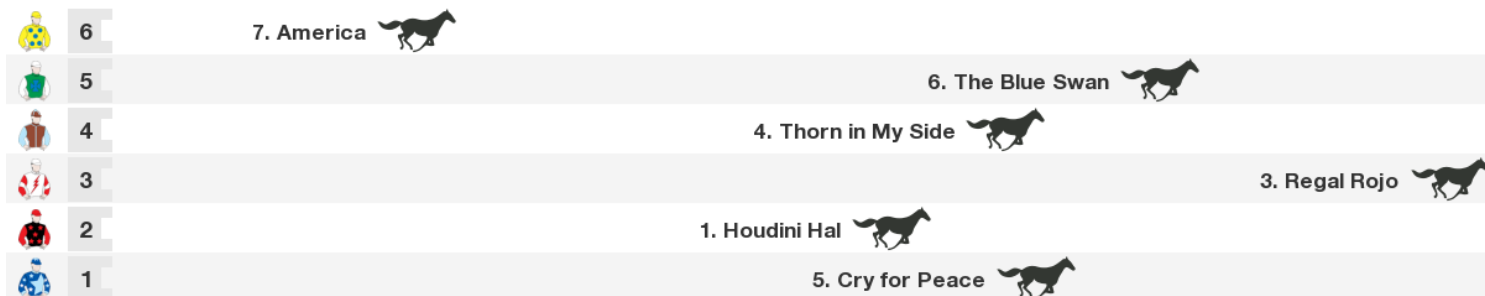 6 7. America
5 6. The Blue Swan
4 4. Thorn in My Side
3 3. Regal Rojo
2 1. Houdini Hal
1 5. Cry for Peace